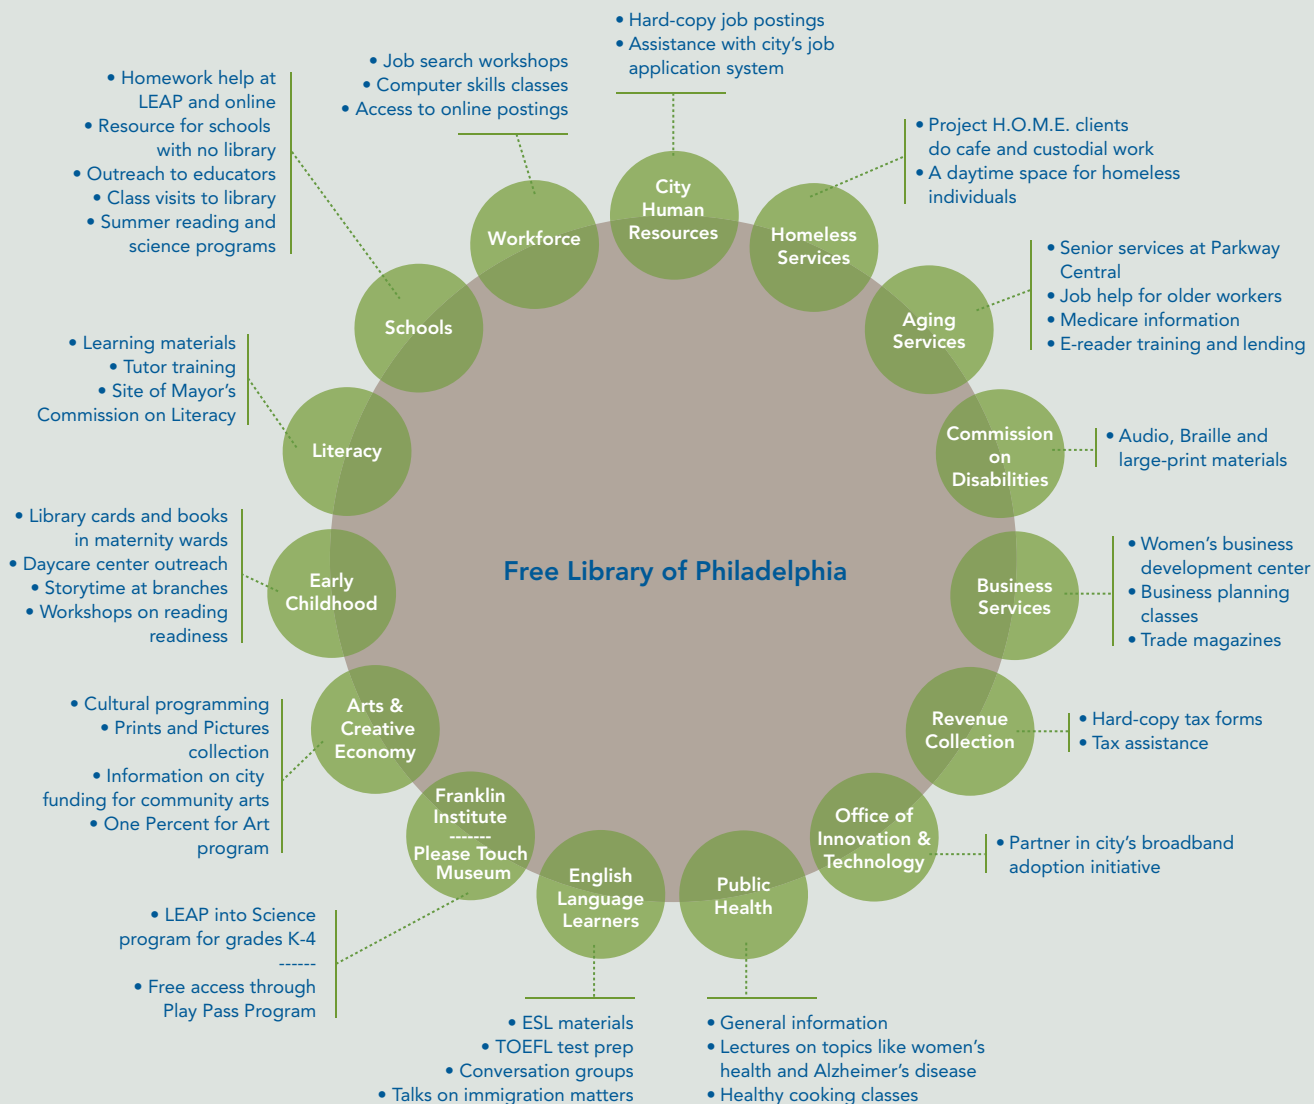 • Hard-copy job postings
• Assistance with city's job
application system
• Job search workshops
• Computer skills classes
• Access to online postings
• Homework help at
LEAP and online
• Resource for schools
with no library
• Outreach to educators
• Class visits to library
• Summer reading and
science programs
• Project H.O.M.E. clients
do cafe and custodial work
• A daytime space for homeless
individuals
City
Human
Resources
Workforce
Homeless
Services
• Senior services at Parkway
Central
• Job help for older workers
• Medicare information
• E-reader training and lending
Schools
Aging
Services
• Learning materials
• Tutor training
• Site of Mayor's
Commission on Literacy
Literacy
Commission
on
Disabilities
• Audio, Braille and
large-print materials
• Library cards and books
in maternity wards
• Daycare center outreach
• Storytime at branches
• Workshops on reading
readiness
Early
Childhood
Free Library of Philadelphia
Business
Services
• Women's business
development center
• Business planning
classes
• Trade magazines
• Cultural programming
• Prints and Pictures
collection
• Information on city
funding for community arts
• One Percent for Art
program
Arts &
Creative
Economy
Revenue
Collection
• Hard-copy tax forms
• Tax assistance
Franklin
Institute
-------
Please Touch
Museum
Office of
Innovation &
Technology
• Partner in city's broadband
adoption initiative
English
Language
Learners
Public
Health
• LEAP into Science
program for grades K-4
------
• Free access through
Play Pass Program
• ESL materials
• TOEFL test prep
• Conversation groups
• Talks on immigration matters
• General information
• Lectures on topics like women's
health and Alzheimer's disease
• Healthy cooking classes